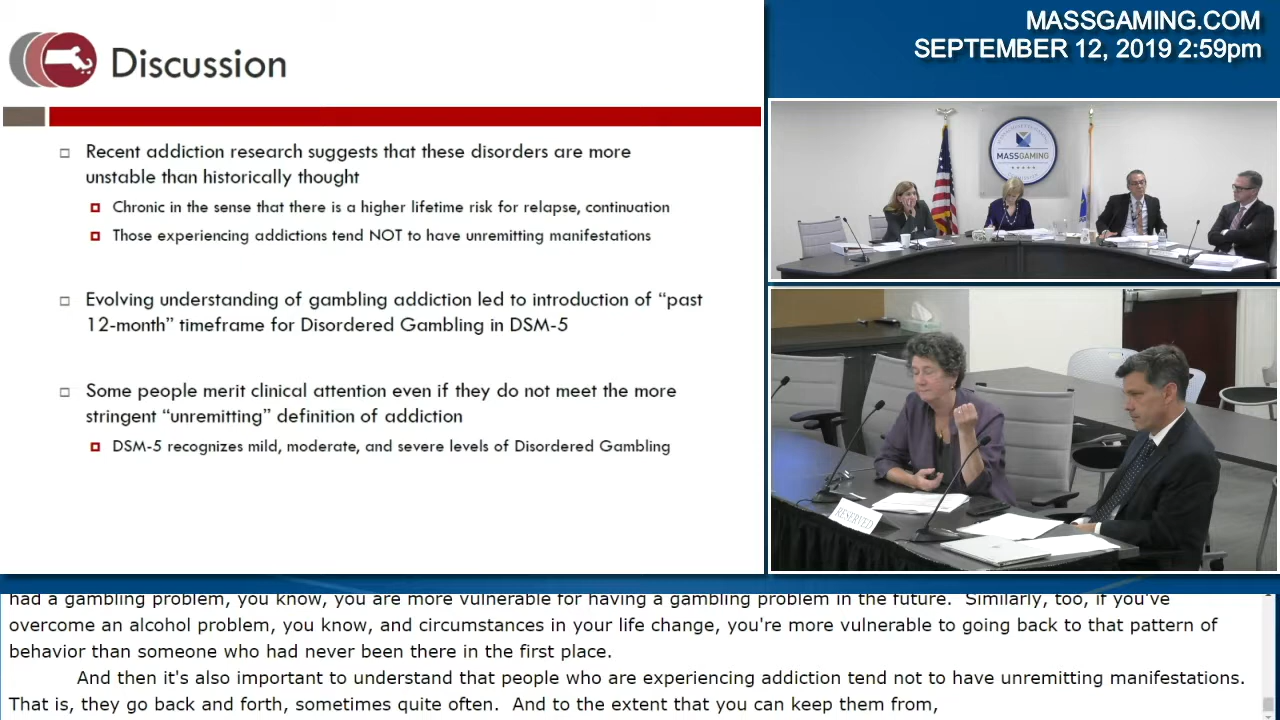 Discussion
Recent addiction research suggests that these disorders are more
unstable than historically thought
Chronic in the sense that there is a higher lifetime risk for relapse, continuation
Those experiencing addictions tend NOT to have unremitting manifestations
Evolving understanding of gambling addiction led to introduction of “past
12-month” timeframe for Disordered Gambling in DSM-5
Some people merit clinical attention even if they do not meet the more
stringent “unremitting” definition of addiction
DSM-5 recognizes mild, moderate, and severe levels of Disordered Gambling
MASSGAMING.COM
SEPTEMBER 12, 2019 2:59pm
MASSGAMING
RESERVED
had a gambling problem, you know, you are more vulnerable for having a gambling problem in the future.  Similarly, too, if you've
overcome an alcohol problem, you know, and circumstances in your life change, you're more vulnerable to going back to that pattern of
behavior than someone who had never been there in the first place.
And then it's also important to understand that people who are experiencing addiction tend not to have unremitting manifestations.
That is, they go back and forth, sometimes quite often.  And to the extent that you can keep them from,